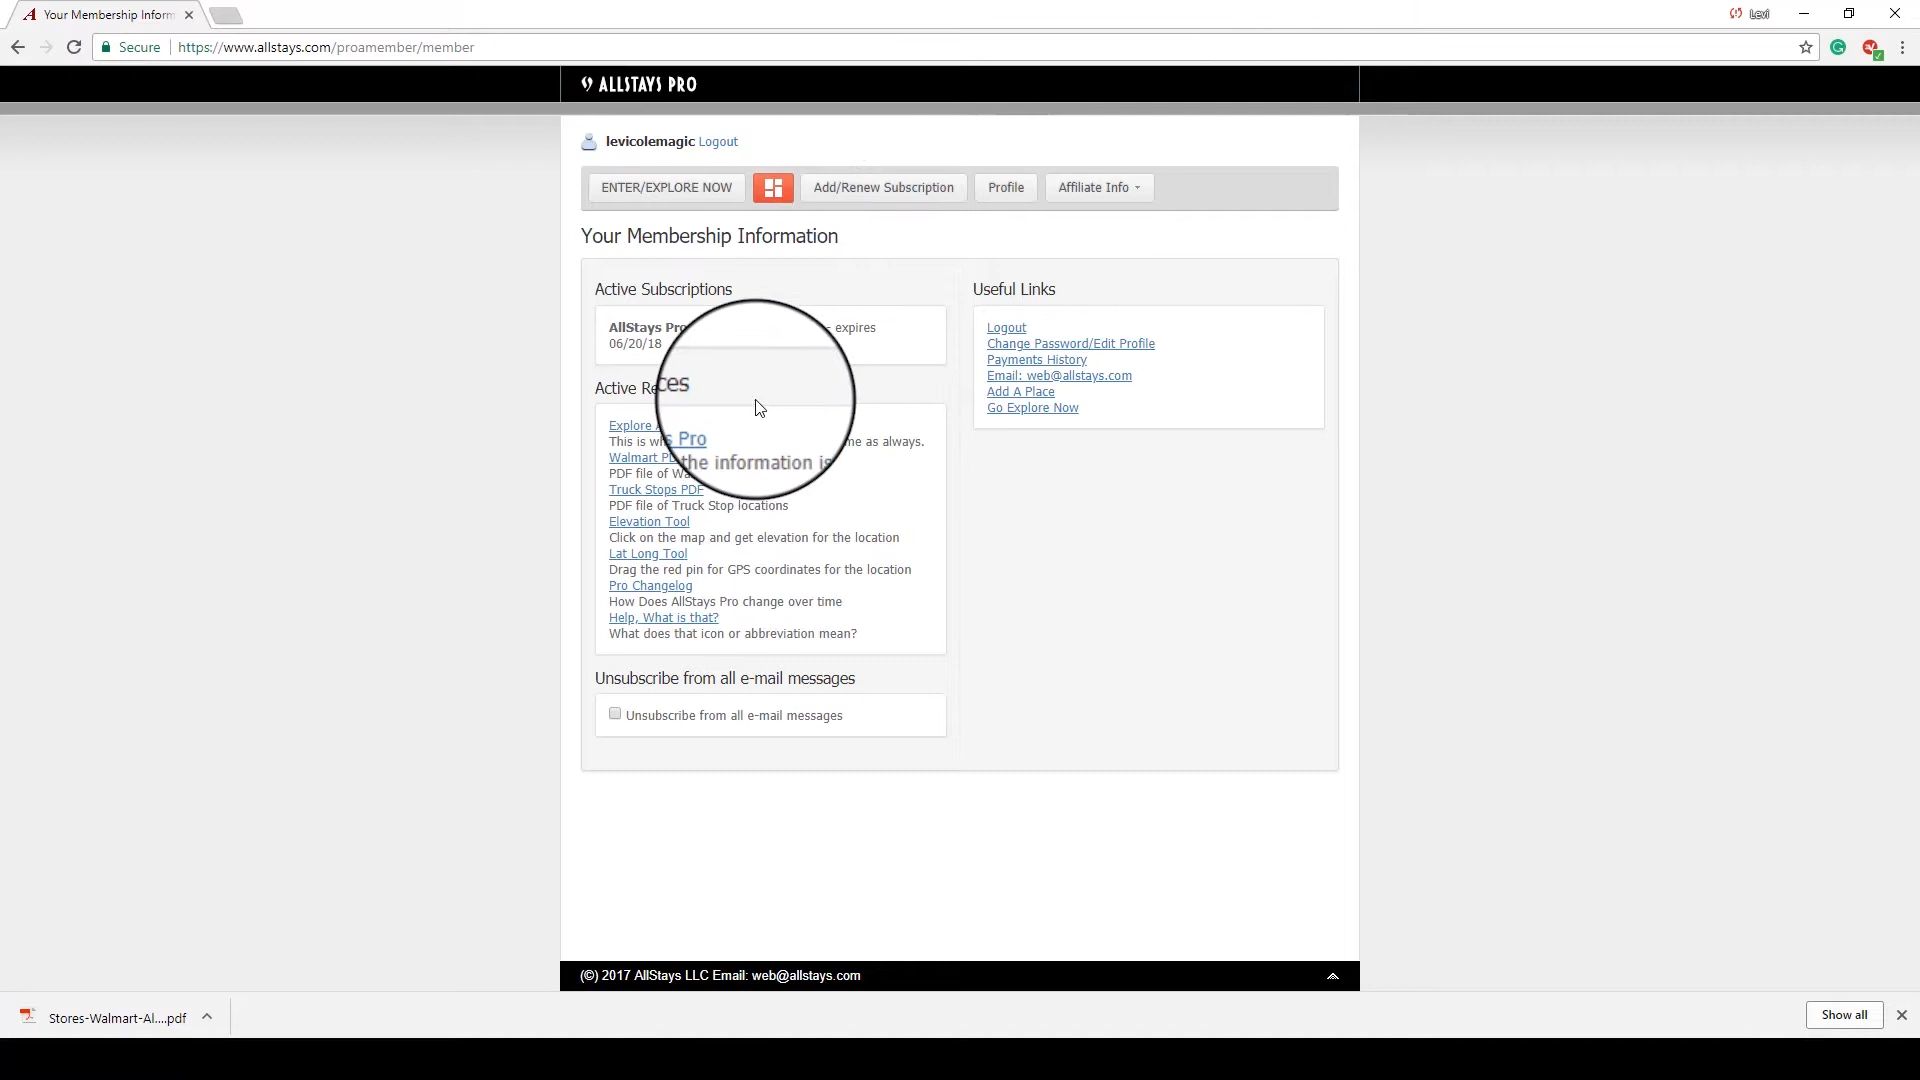 Your Membership Inform
Levi
Secure
https://www.allstays.com/proamember/member
ALLSTAYS PRO
levicolemagic Logout
ENTER/EXPLORE NOW
Add/Renew Subscription
Profile
Affiliate Info
Your Membership Information
Active Subscriptions
AllStays Pro - expires
06/20/18
Active Re ces
Explore A s Pro
This is wh the information is me as always.
Walmart PD
PDF file of Wa
Truck Stops PDF
PDF file of Truck Stop locations
Elevation Tool
Click on the map and get elevation for the location
Lat Long Tool
Drag the red pin for GPS coordinates for the location
Pro Changelog
How Does AllStays Pro change over time
Help, What is that?
What does that icon or abbreviation mean?
Unsubscribe from all e-mail messages
Unsubscribe from all e-mail messages
Useful Links
Logout
Change Password/Edit Profile
Payments History
Email: web@allstays.com
Add A Place
Go Explore Now
(©) 2017 AllStays LLC Email: web@allstays.com
Stores-Walmart-Al....pdf
Show all